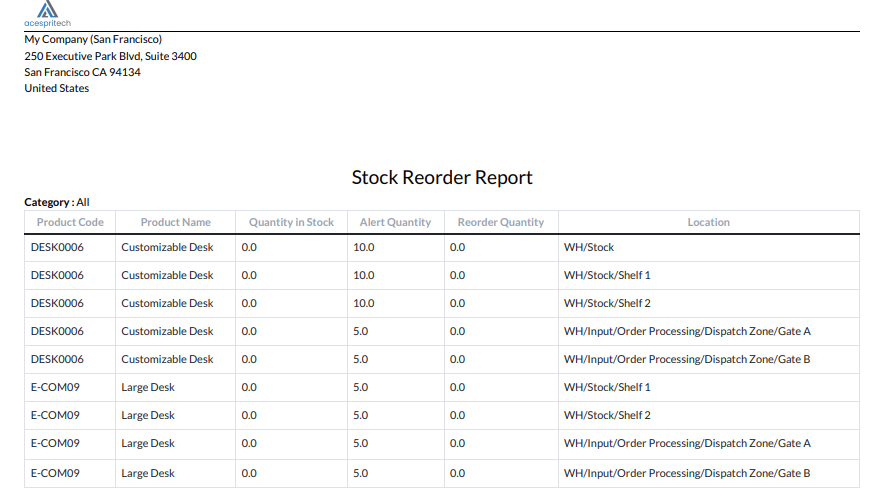 acespritech
My Company (San Francisco)
250 Executive Park Blvd, Suite 3400
San Francisco CA 94134
United States
Stock Reorder Report
Category : All
Product Code Product Name Quantity in Stock Alert Quantity Reorder Quantity Location
DESK0006 Customizable Desk 0.0 10.0 0.0 WH/Stock
DESK0006 Customizable Desk 0.0 10.0 0.0 WH/Stock/Shelf 1
DESK0006 Customizable Desk 0.0 10.0 0.0 WH/Stock/Shelf 2
DESK0006 Customizable Desk 0.0 5.0 0.0 WH/Input/Order Processing/Dispatch Zone/Gate A
DESK0006 Customizable Desk 0.0 5.0 0.0 WH/Input/Order Processing/Dispatch Zone/Gate B
E-COM09 Large Desk 0.0 5.0 0.0 WH/Stock/Shelf 1
E-COM09 Large Desk 0.0 5.0 0.0 WH/Stock/Shelf 2
E-COM09 Large Desk 0.0 5.0 0.0 WH/Input/Order Processing/Dispatch Zone/Gate A
E-COM09 Large Desk 0.0 5.0 0.0 WH/Input/Order Processing/Dispatch Zone/Gate B